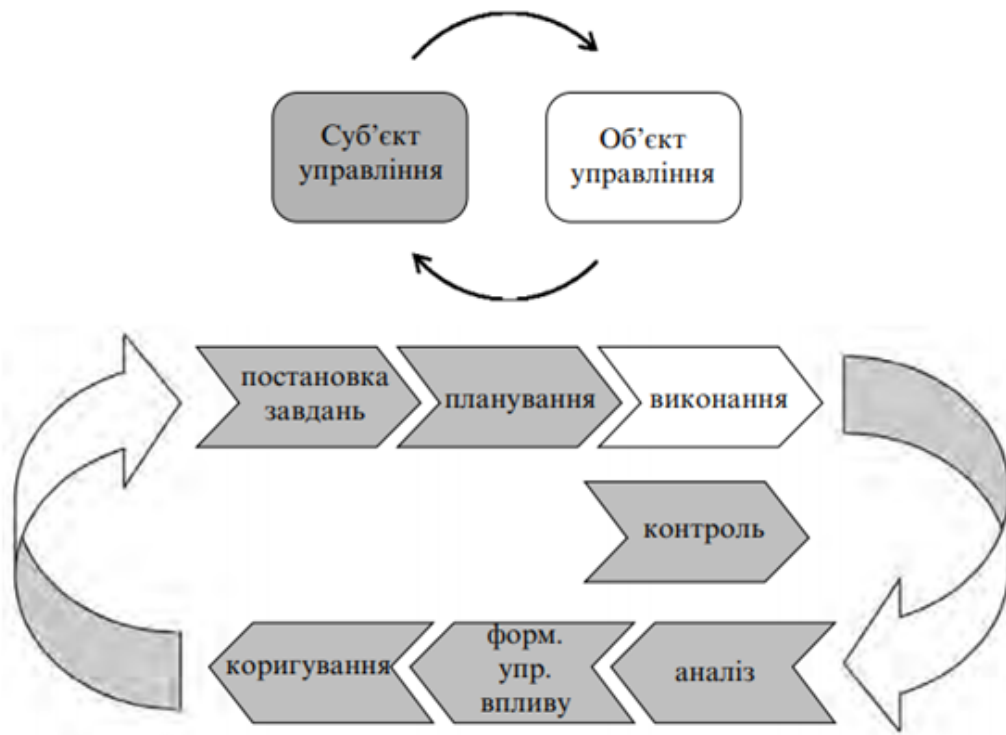 Суб’єкт
управління
Об’єкт
управління
постановка
завдань
планування
виконання
контроль
коригування
форм.
упр.
впливу
аналіз